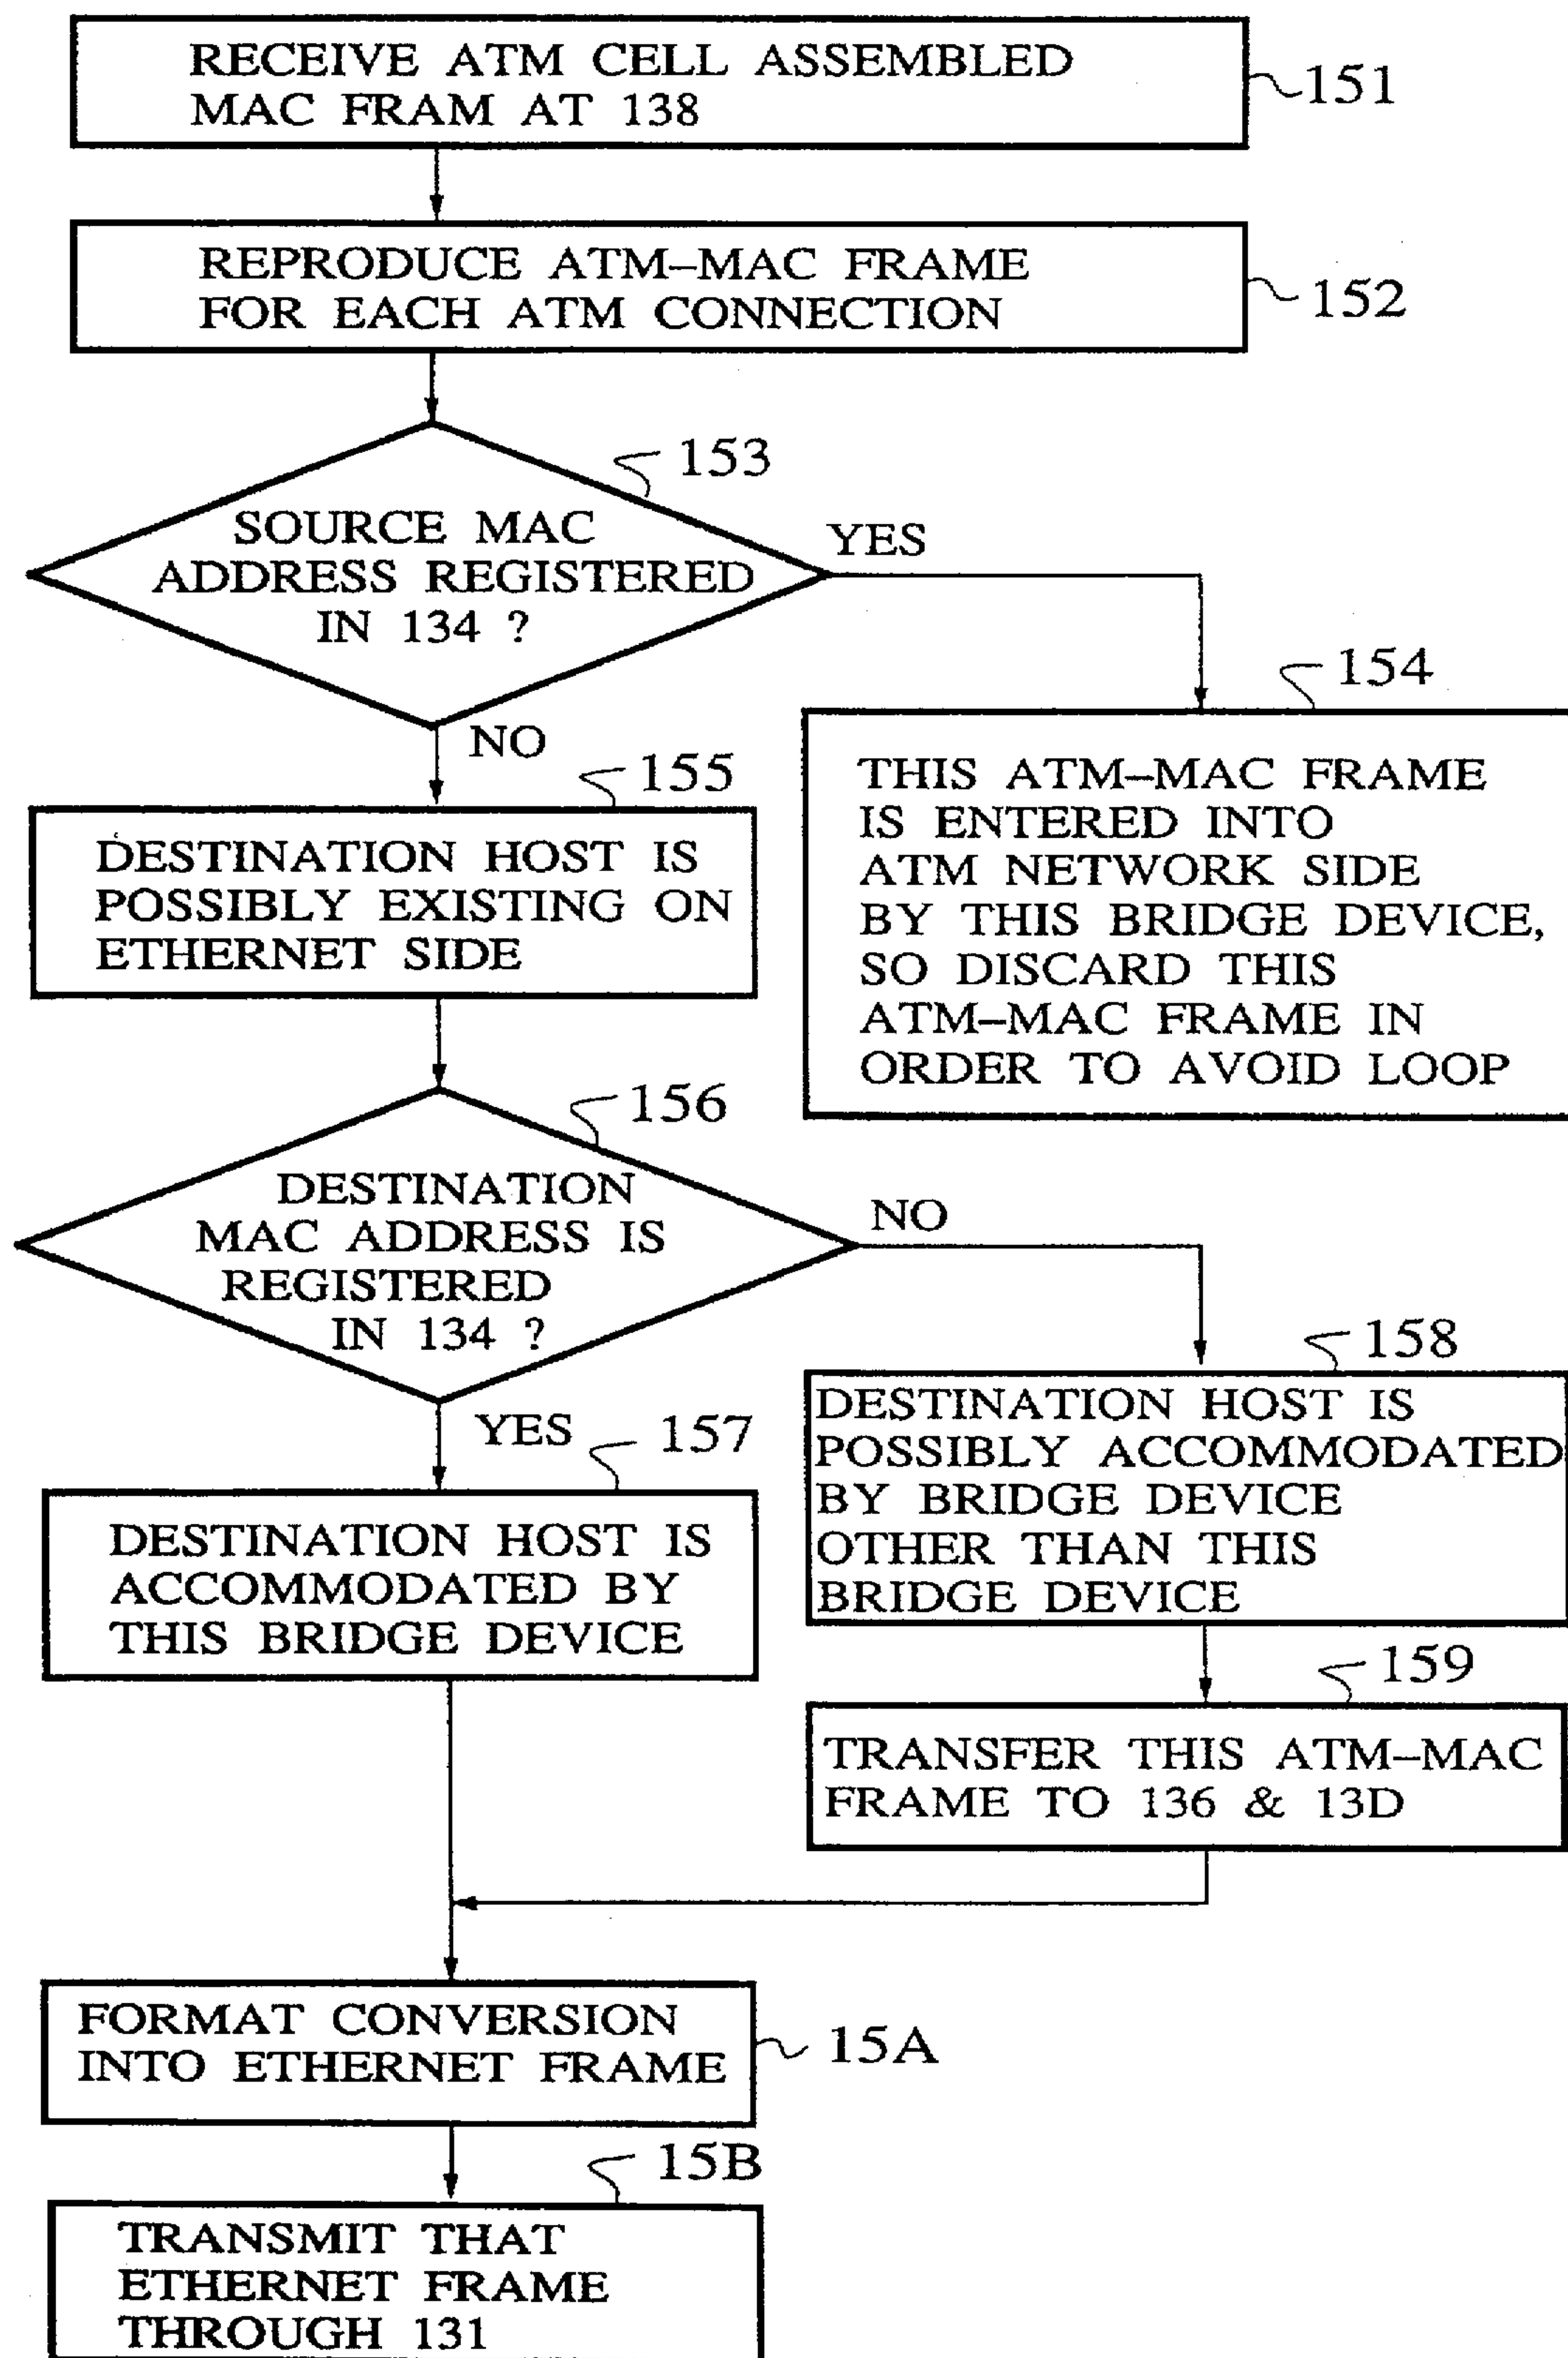 RECEIVE ATM CELL ASSEMBLED
MAC FRAM AT 138
151
REPRODUCE ATM–MAC FRAME
FOR EACH ATM CONNECTION
152
153
SOURCE MAC
ADDRESS REGISTERED
IN 134 ?
YES
NO
154
THIS ATM–MAC FRAME
IS ENTERED INTO
ATM NETWORK SIDE
BY THIS BRIDGE DEVICE,
SO DISCARD THIS
ATM–MAC FRAME IN
ORDER TO AVOID LOOP
155
DESTINATION HOST IS
POSSIBLY EXISTING ON
ETHERNET SIDE
156
DESTINATION
MAC ADDRESS IS
REGISTERED
IN 134 ?
NO
YES
158
DESTINATION HOST IS
POSSIBLY ACCOMMODATED
BY BRIDGE DEVICE
OTHER THAN THIS
BRIDGE DEVICE
157
DESTINATION HOST IS
ACCOMMODATED BY
THIS BRIDGE DEVICE
159
TRANSFER THIS ATM–MAC
FRAME TO 136 & 13D
FORMAT CONVERSION
INTO ETHERNET FRAME
15A
15B
TRANSMIT THAT
ETHERNET FRAME
THROUGH 131